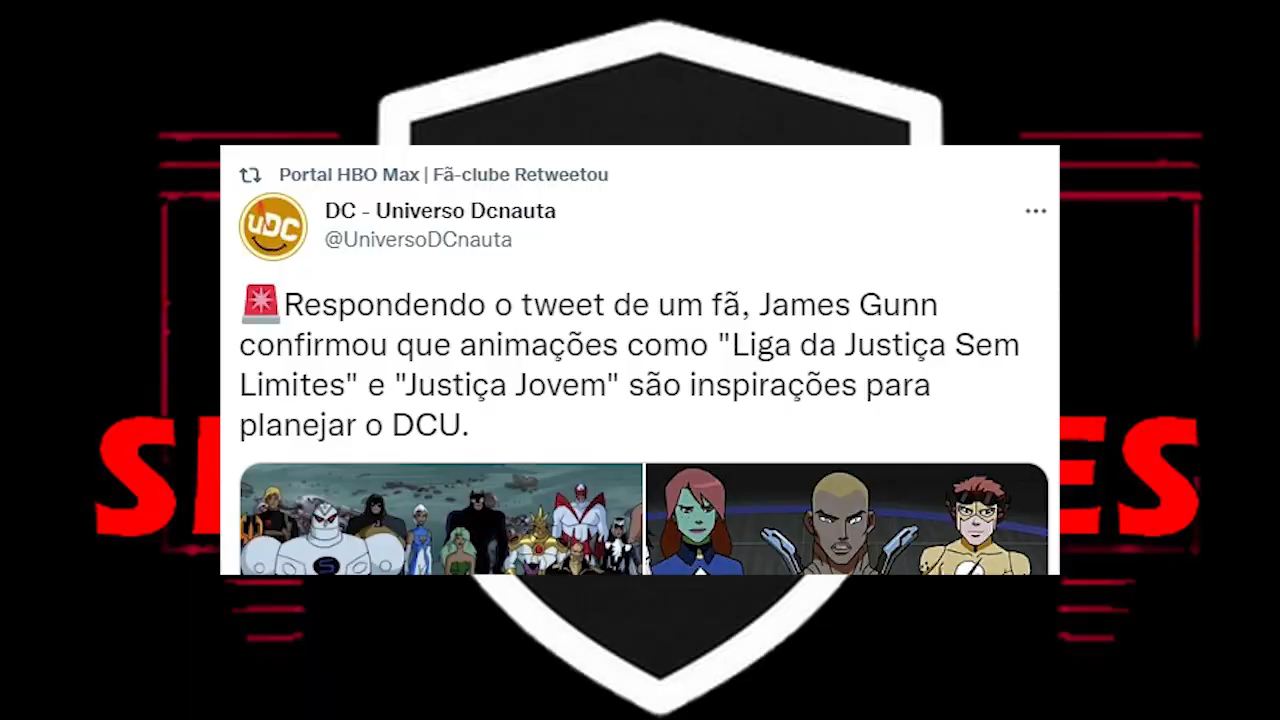 Portal HBO Max | Fã-clube Retweetou
DC - Universo Dcnauta
@UniversoDCnauta
Respondendo o tweet de um fã, James Gunn
confirmou que animações como "Liga da Justiça Sem
Limites" e "Justiça Jovem" são inspirações para
planejar o DCU.
uDC